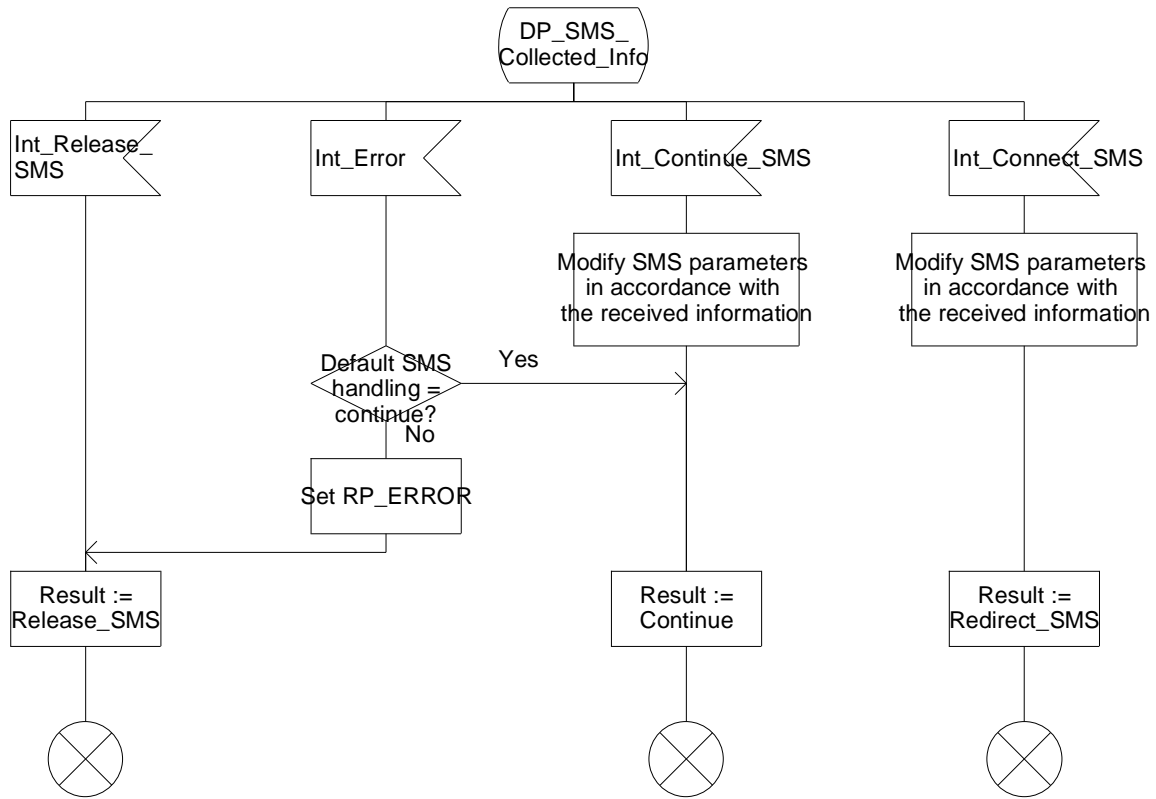 DP_SMS_
Collected_Info
Int_Release_
SMS
Int_Error
Int_Continue_SMS
Int_Connect_SMS
Modify SMS parameters
in accordance with
the received information
Modify SMS parameters
in accordance with
the received information
Default SMS
handling =
continue?
Yes
No
Set RP_ERROR
Result :=
Release_SMS
Result :=
Continue
Result :=
Redirect_SMS